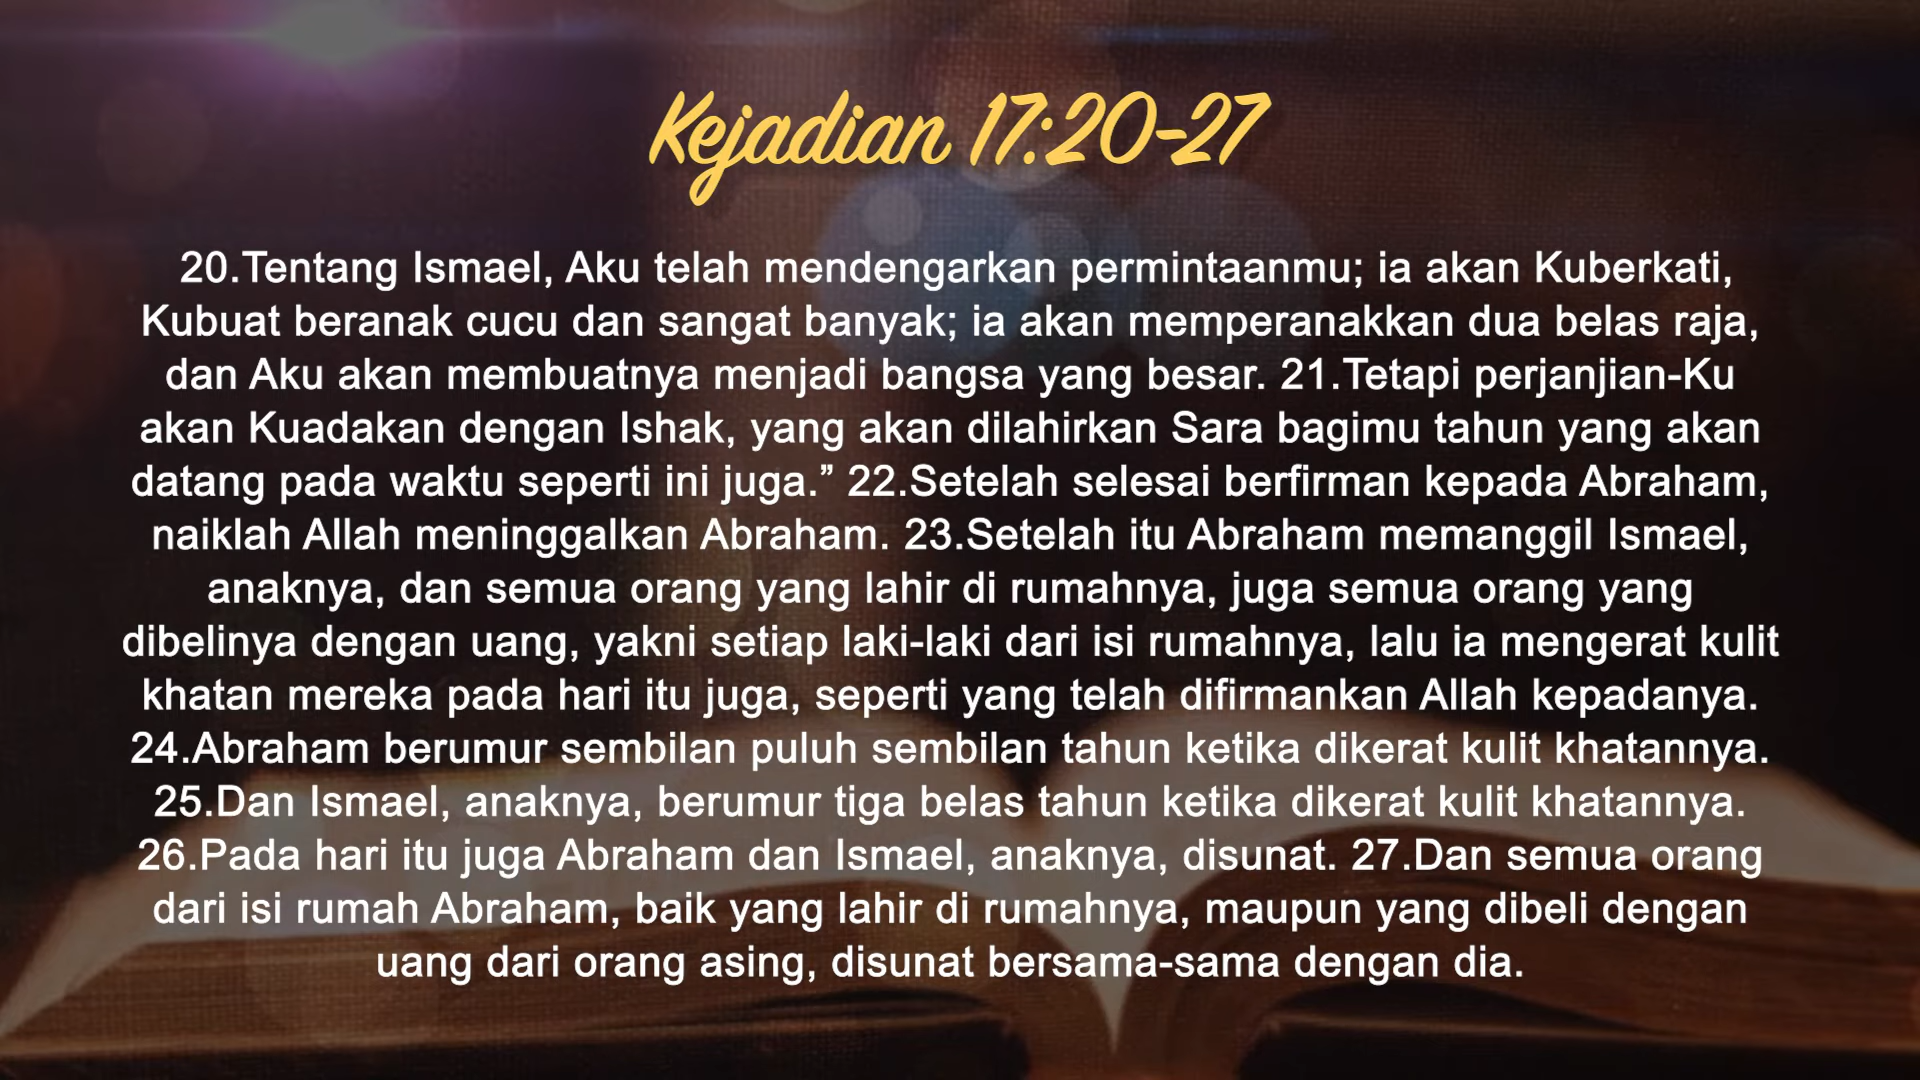 Kejadian 17:20-27
20.Tentang Ismael, Aku telah mendengarkan permintaanmu; ia akan Kuberkati,
Kubuat beranak cucu dan sangat banyak; ia akan memperanakkan dua belas raja,
dan Aku akan membuatnya menjadi bangsa yang besar. 21.Tetapi perjanjian-Ku
akan Kuadakan dengan Ishak, yang akan dilahirkan Sara bagimu tahun yang akan
datang pada waktu seperti ini juga.” 22.Setelah selesai berfirman kepada Abraham,
naiklah Allah meninggalkan Abraham. 23.Setelah itu Abraham memanggil Ismael,
anaknya, dan semua orang yang lahir di rumahnya, juga semua orang yang
dibelinya dengan uang, yakni setiap laki-laki dari isi rumahnya, lalu ia mengerat kulit
khatan mereka pada hari itu juga, seperti yang telah difirmankan Allah kepadanya.
24.Abraham berumur sembilan puluh sembilan tahun ketika dikerat kulit khatannya.
25.Dan Ismael, anaknya, berumur tiga belas tahun ketika dikerat kulit khatannya.
26.Pada hari itu juga Abraham dan Ismael, anaknya, disunat. 27.Dan semua orang
dari isi rumah Abraham, baik yang lahir di rumahnya, maupun yang dibeli dengan
uang dari orang asing, disunat bersama-sama dengan dia.